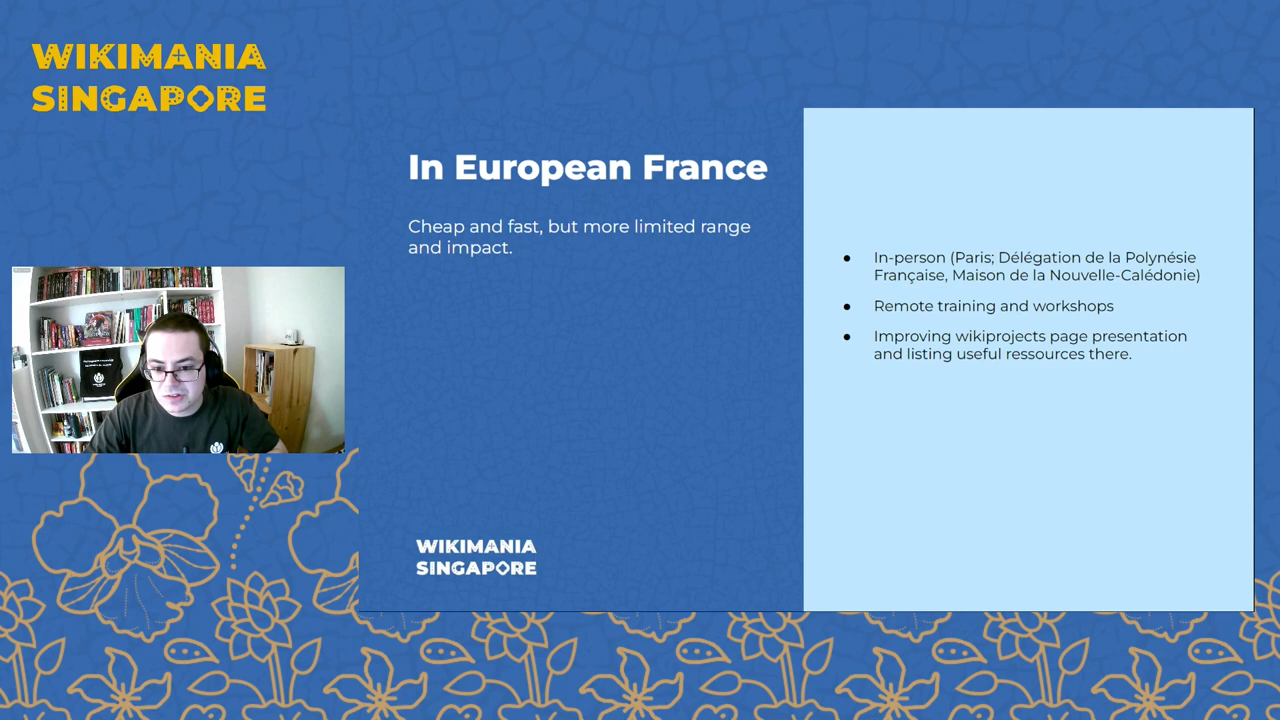 WIKIMANIA
SINGAPORE
In European France
Cheap and fast, but more limited range
and impact.
● In-person (Paris; Délégation de la Polynésie
Française, Maison de la Nouvelle-Calédonie)
● Remote training and workshops
● Improving wikiprojects page presentation
and listing useful ressources there.
WIKIMANIA
SINGAPORE